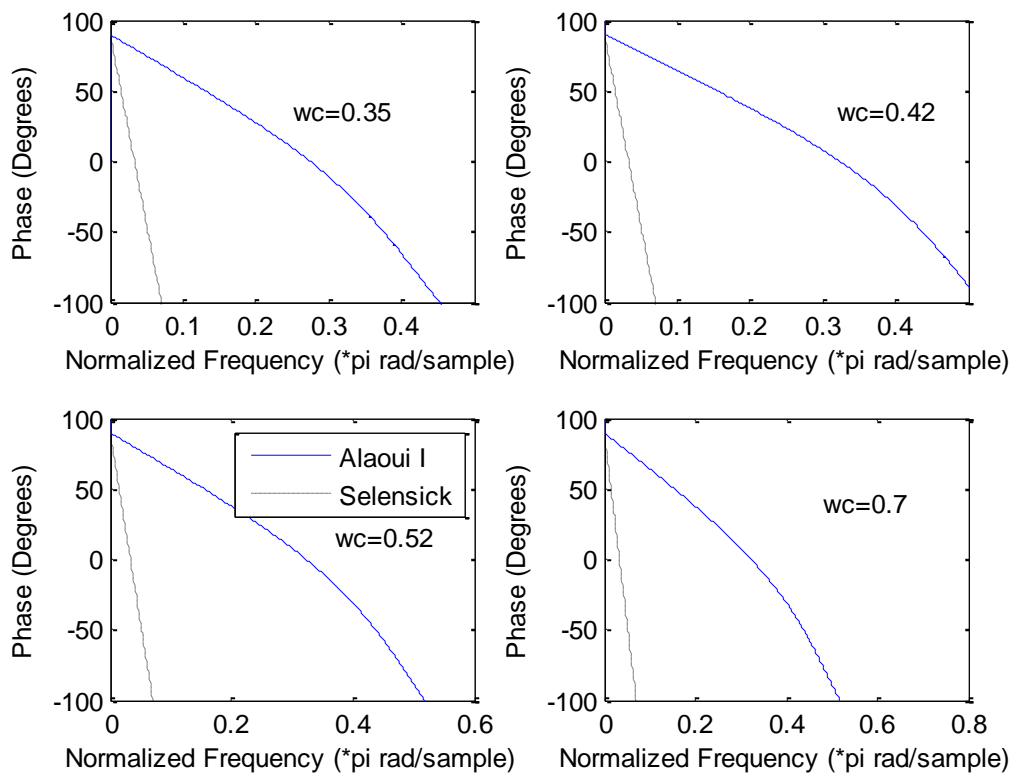 100
50
0
-50
-100
Phase (Degrees)
wc=0.35
0 0.1 0.2 0.3 0.4
Normalized Frequency (*pi rad/sample)
100
50
0
-50
-100
Phase (Degrees)
wc=0.42
0 0.1 0.2 0.3 0.4
Normalized Frequency (*pi rad/sample)
100
50
0
-50
-100
Phase (Degrees)
Alaoui I
Selensick
wc=0.52
0 0.2 0.4 0.6
Normalized Frequency (*pi rad/sample)
100
50
0
-50
-100
Phase (Degrees)
wc=0.7
0 0.2 0.4 0.6 0.8
Normalized Frequency (*pi rad/sample)